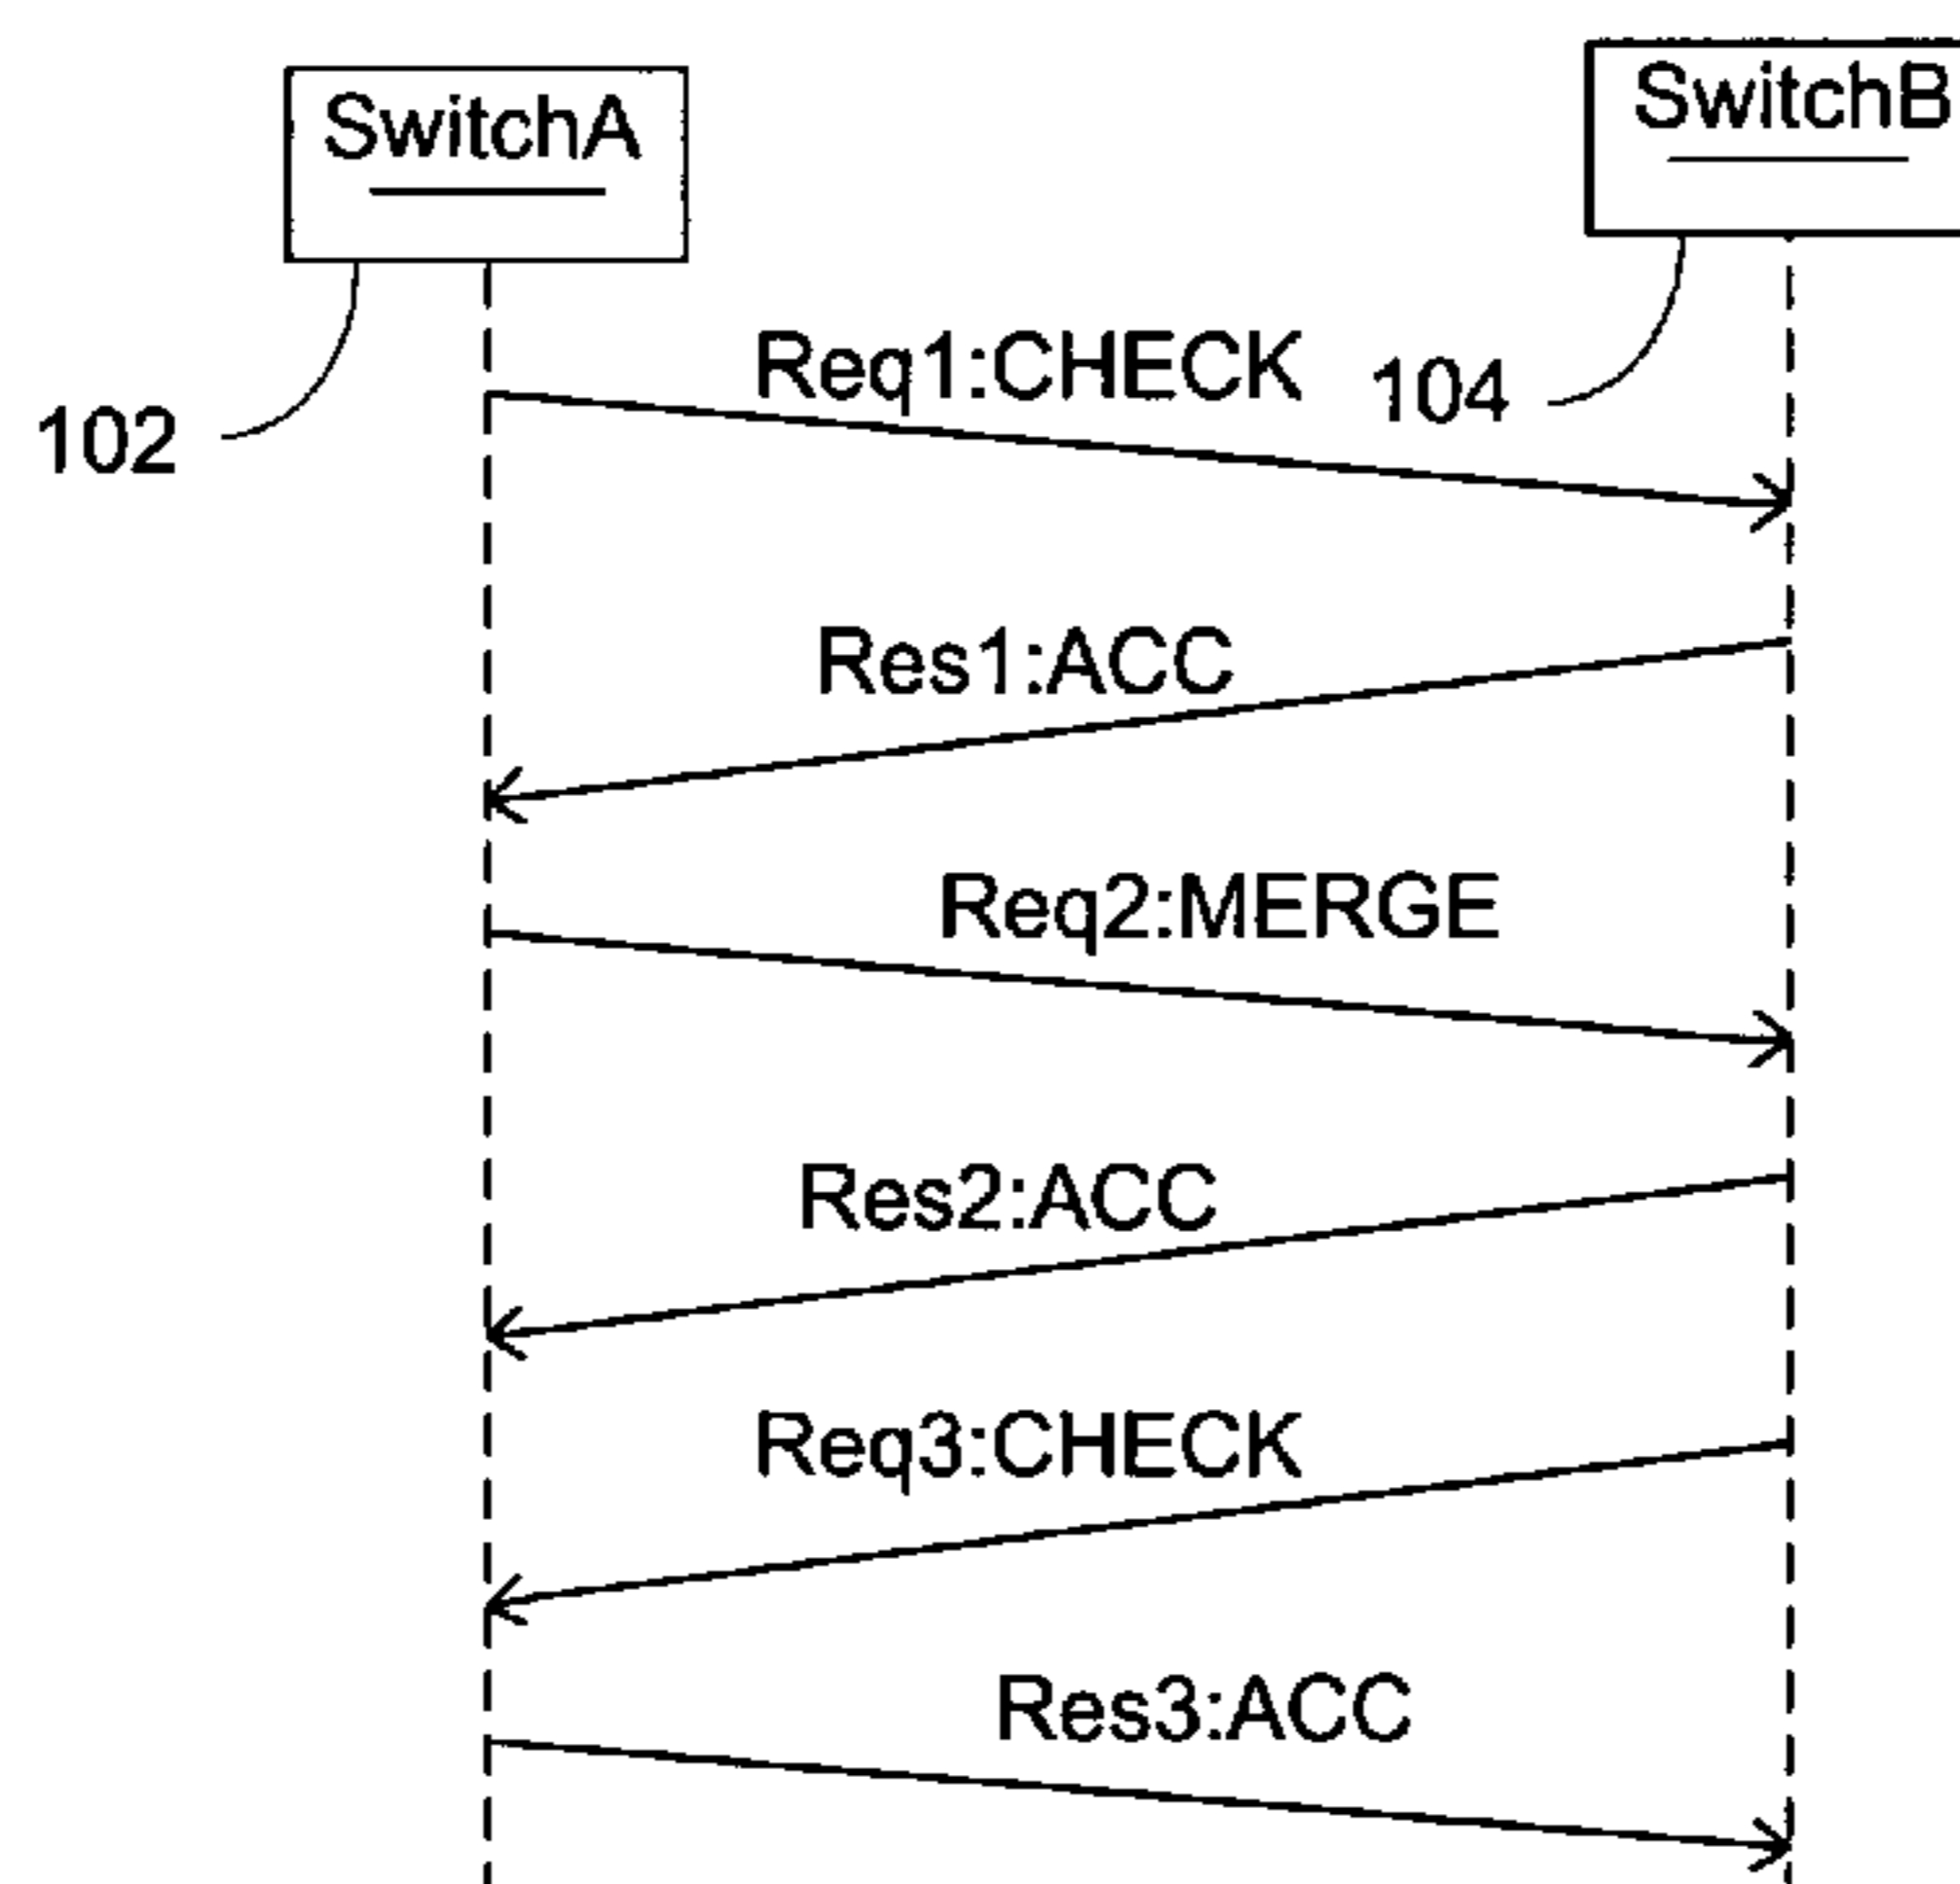 SwitchA
SwitchB
Req1:CHECK
104
102
Res1:ACC
Req2:MERGE
Res2:ACC
Req3:CHECK
Res3:ACC